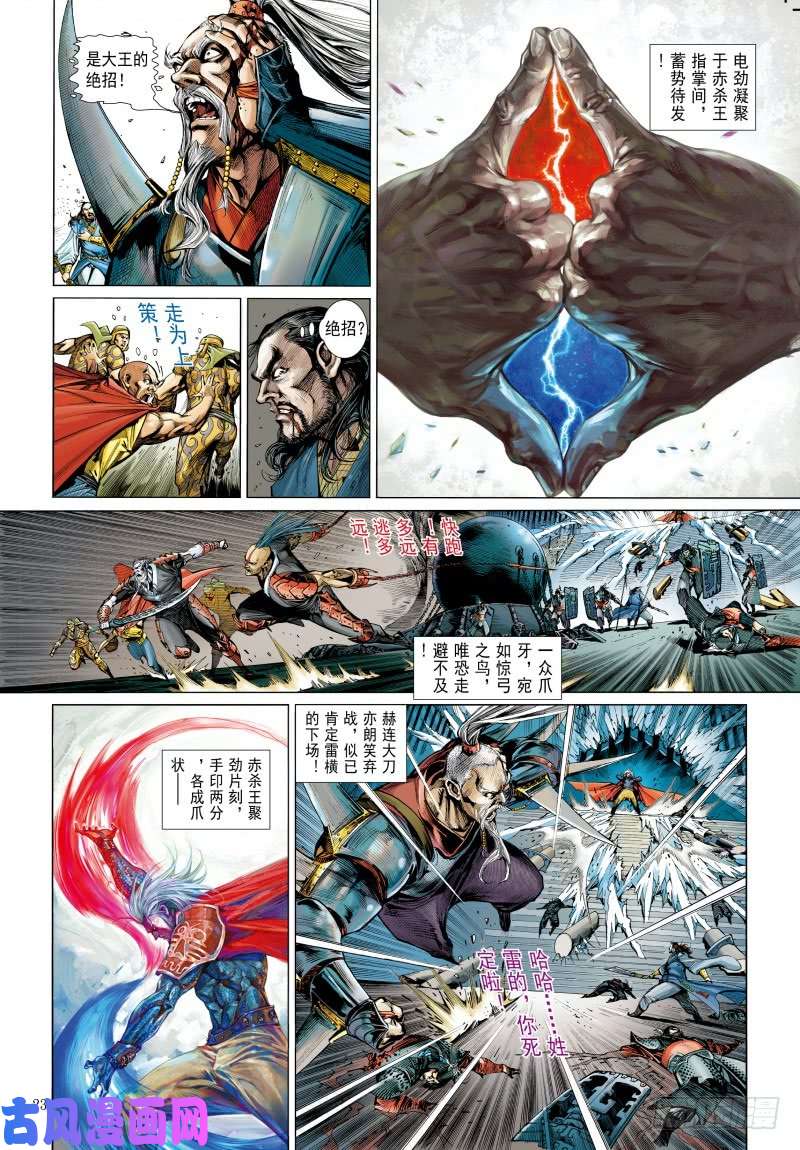 是大王的
绝招！
电劲凝聚
于赤杀王
指掌间，
蓄势待发
！
走为上
策！
绝招？
快跑
！有
多远
逃多
远！
一众爪
牙，宛
如惊弓
之鸟，
唯恐走
避不及
！
赤杀王聚
劲片刻，
手印两分
，各成爪
状——
赫连大刀
亦朗笑弃
战，似已
肯定雷横
的下场！
哈哈……姓
雷的，你死
定啦！
23
古风漫画网